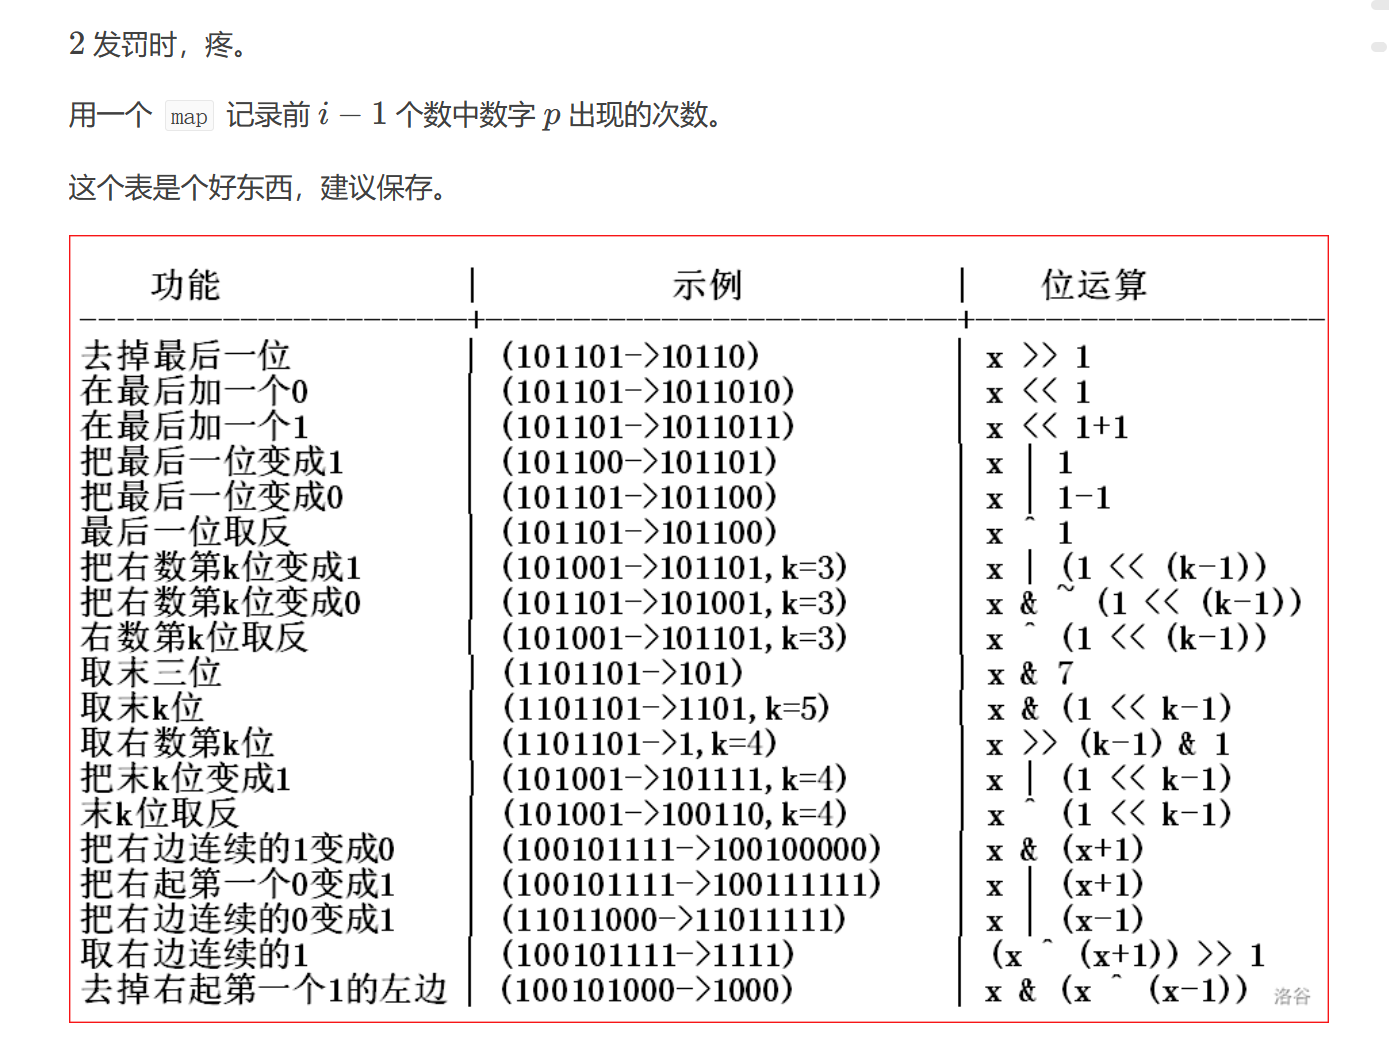 2 发罚时，疼。
用一个 map 记录前 i − 1 个数中数字 p 出现的次数。
这个表是个好东西，建议保存。
功能 | 示例 | 位运算
----------------------+---------------------------+--------------------
去掉最后一位 | (101101->10110) | x >> 1
在最后加一个0 | (101101->1011010) | x << 1
在最后加一个1 | (101101->1011011) | x << 1+1
把最后一位变成1 | (101100->101101) | x | 1
把最后一位变成0 | (101101->101100) | x | 1-1
最后一位取反 | (101101->101100) | x ^ 1
把右数第k位变成1 | (101001->101101,k=3) | x | (1 << (k-1))
把右数第k位变成0 | (101101->101001,k=3) | x & ~ (1 << (k-1))
右数第k位取反 | (101001->101101,k=3) | x ^ (1 << (k-1))
取末三位 | (1101101->101) | x & 7
取末k位 | (1101101->1101,k=5) | x & (1 << k-1)
取右数第k位 | (1101101->1,k=4) | x >> (k-1) & 1
把末k位变成1 | (101001->101111,k=4) | x | (1 << k-1)
末k位取反 | (101001->100110,k=4) | x ^ (1 << k-1)
把右边连续的1变成0 | (100101111->100100000) | x & (x+1)
把右起第一个0变成1 | (100101111->100111111) | x | (x+1)
把右边连续的0变成1 | (11011000->11011111) | x | (x-1)
取右边连续的1 | (100101111->1111) | (x ^ (x+1)) >> 1
去掉右起第一个1的左边 | (100101000->1000) | x & (x ^ (x-1))
洛谷